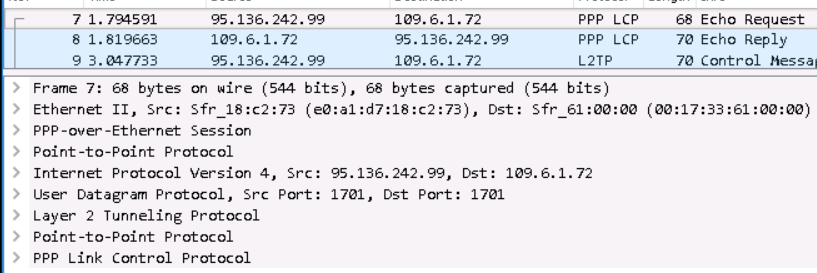 7 1.794591 95.136.242.99 109.6.1.72 PPP LCP 68 Echo Request
8 1.819663 109.6.1.72 95.136.242.99 PPP LCP 70 Echo Reply
9 3.047733 95.136.242.99 109.6.1.72 L2TP 70 Control Messag
Frame 7: 68 bytes on wire (544 bits), 68 bytes captured (544 bits)
Ethernet II, Src: Sfr_18:c2:73 (e0:a1:d7:18:c2:73), Dst: Sfr_61:00:00 (00:17:33:61:00:00)
PPP-over-Ethernet Session
Point-to-Point Protocol
Internet Protocol Version 4, Src: 95.136.242.99, Dst: 109.6.1.72
User Datagram Protocol, Src Port: 1701, Dst Port: 1701
Layer 2 Tunneling Protocol
Point-to-Point Protocol
PPP Link Control Protocol